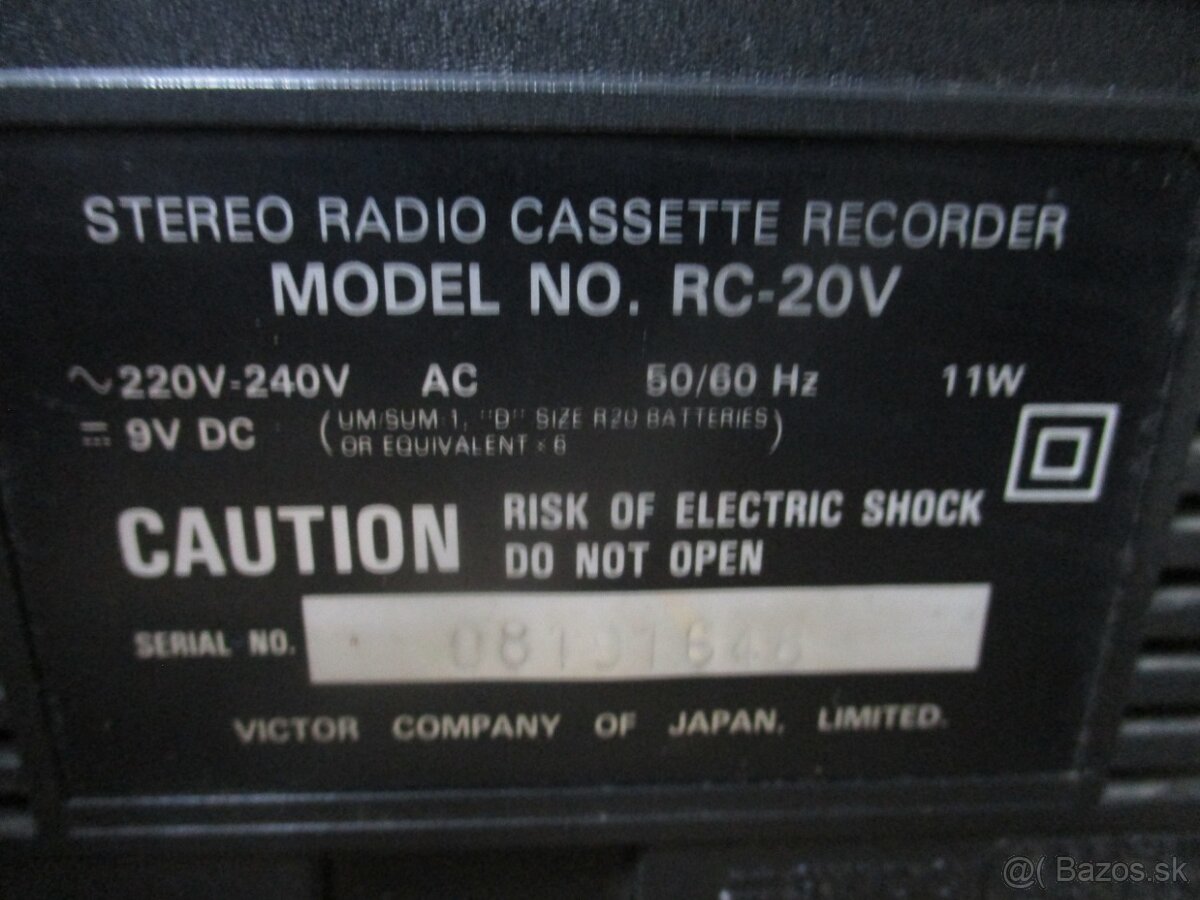 STEREO RADIO CASSETTE RECORDER
MODEL NO. RC-20V
~220V-240V AC 50/60 Hz 11W
⎓ 9V DC (UM/SUM-1, "D" SIZE R20 BATTERIES
OR EQUIVALENT × 6)
CAUTION RISK OF ELECTRIC SHOCK
DO NOT OPEN
SERIAL NO.
VICTOR COMPANY OF JAPAN, LIMITED.
@( Bazos.sk